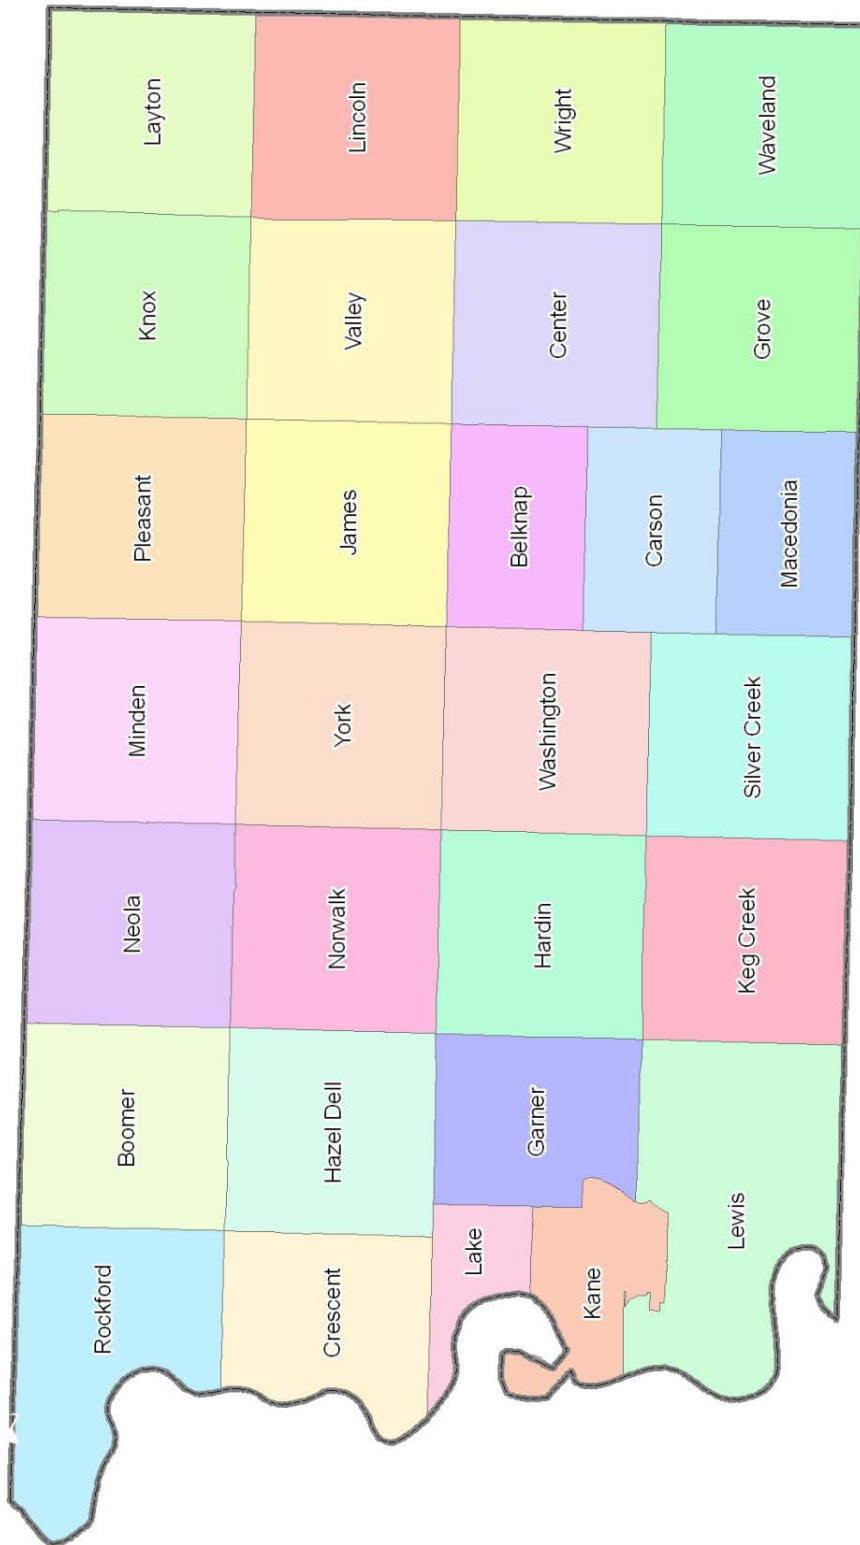 Rockford
Boomer
Neola
Minden
Pleasant
Knox
Layton
Crescent
Hazel Dell
Norwalk
York
James
Valley
Lincoln
Lake
Garner
Hardin
Washington
Belknap
Center
Wright
Kane
Carson
Lewis
Keg Creek
Silver Creek
Macedonia
Grove
Waveland